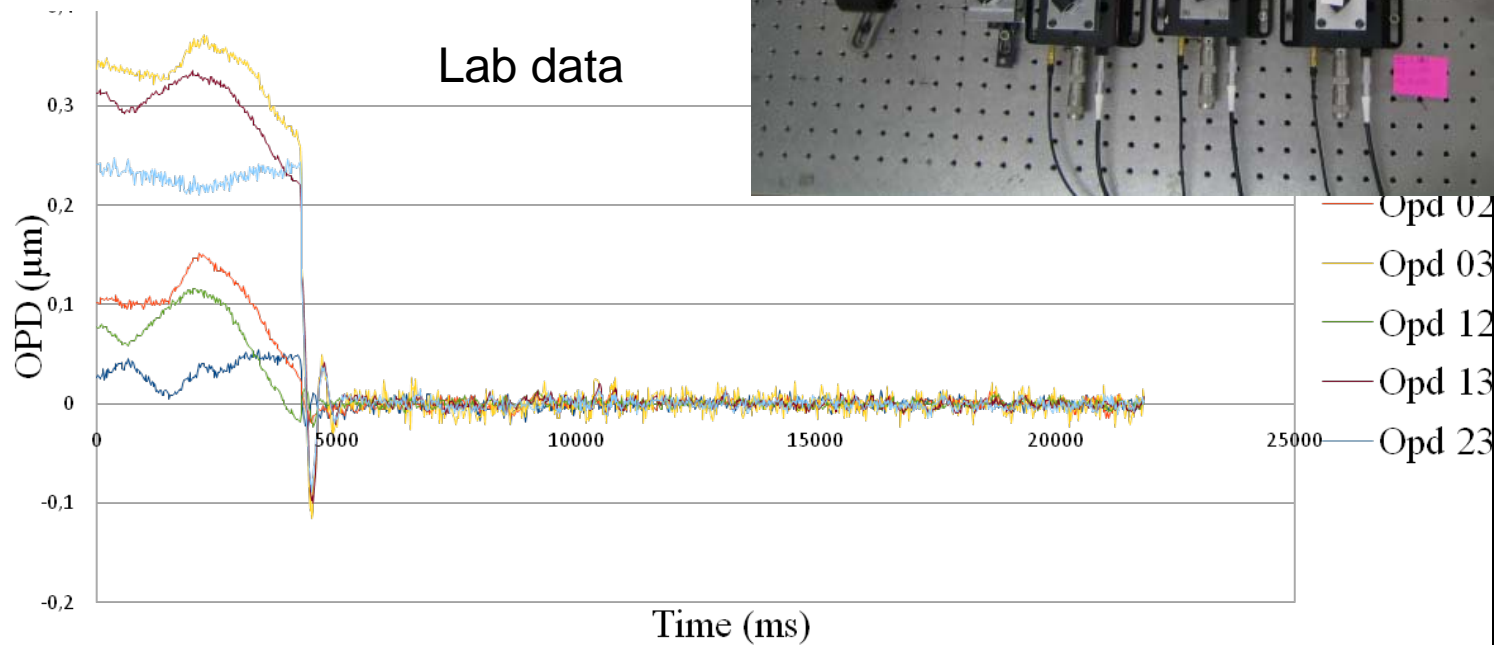 Lab data
0,3
0,2
0,1
0
-0,1
-0,2
OPD (µm)
0
5000
10000
15000
20000
25000
Time (ms)
Opd 02
Opd 03
Opd 12
Opd 13
Opd 23